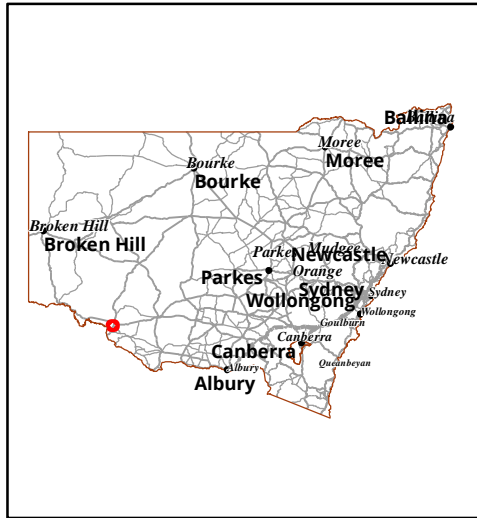 Ballina
Ballina
Moree
Moree
Bourke
Bourke
Broken Hill
Broken Hill
Parkes
Mudgee
Newcastle
Newcastle
Orange
Parkes
Sydney
Sydney
Wollongong
Wollongong
Goulburn
Canberra
Canberra
Queanbeyan
Albury
Albury